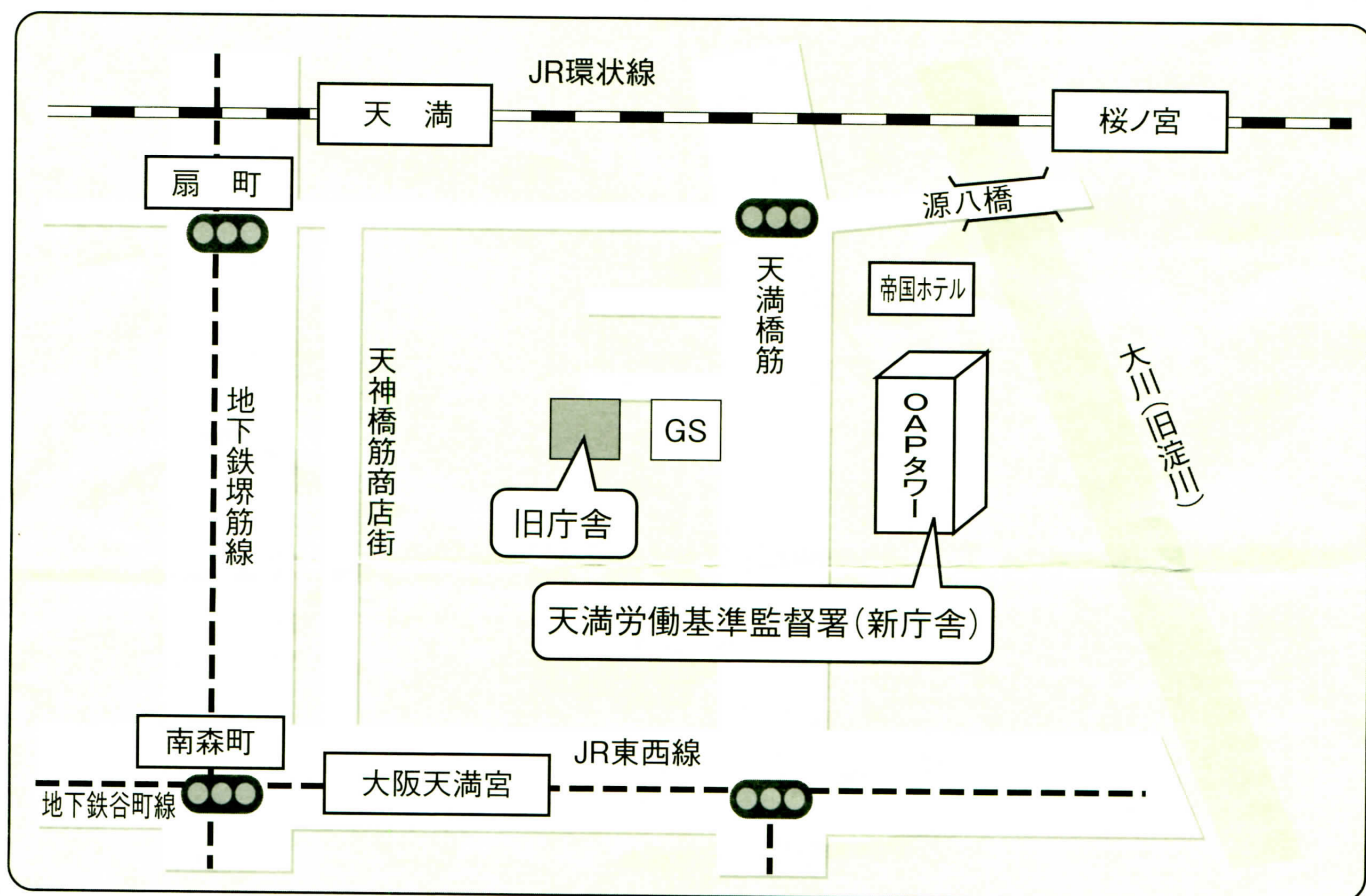 JR環状線
天 満
桜ノ宮
扇 町
源八橋
天満橋筋
帝国ホテル
地下鉄堺筋線
天神橋筋商店街
大川(旧淀川)
OAPタワー
GS
旧庁舎
天満労働基準監督署(新庁舎)
南森町
JR東西線
大阪天満宮
地下鉄谷町線